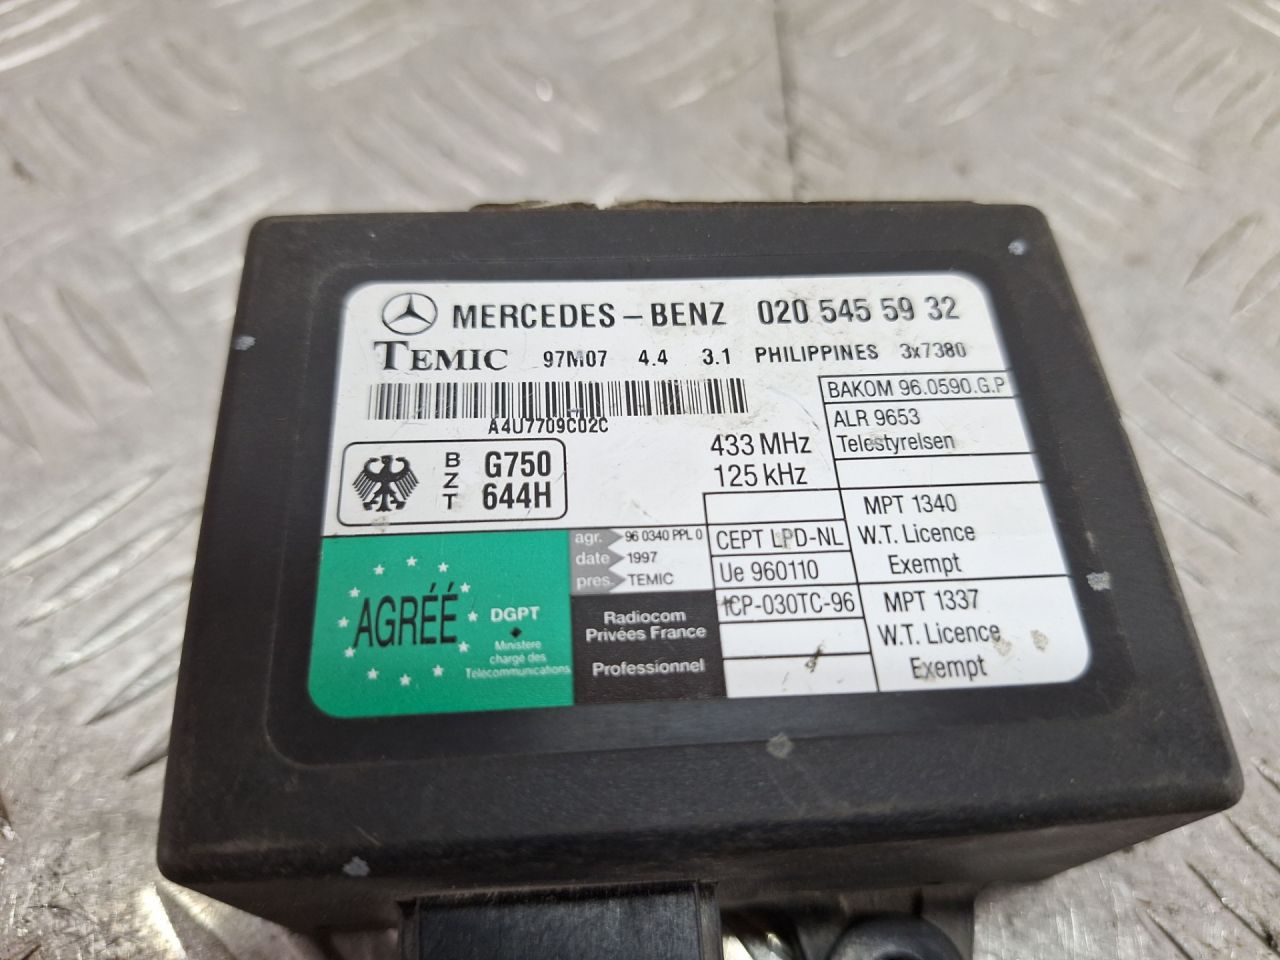 MERCEDES-BENZ 020 545 59 32
TEMIC 97M07 4.4 3.1 PHILIPPINES 3x7380
A4U7709C02C
433 MHz
125 kHz
BZT G750 644H
BAKOM 96.0590.G.P
ALR 9653
Telestyrelsen
MPT 1340
W.T. Licence
Exempt
MPT 1337
W.T. Licence
Exempt
CEPT LPD-NL
Ue 960110
ICP-030TC-96
agr. 96 0340 PPL 0
date 1997
pres. TEMIC
AGRÉÉ
DGPT
Ministere
chargé des
Télécommunications
Radiocom
Privées France
Professionnel